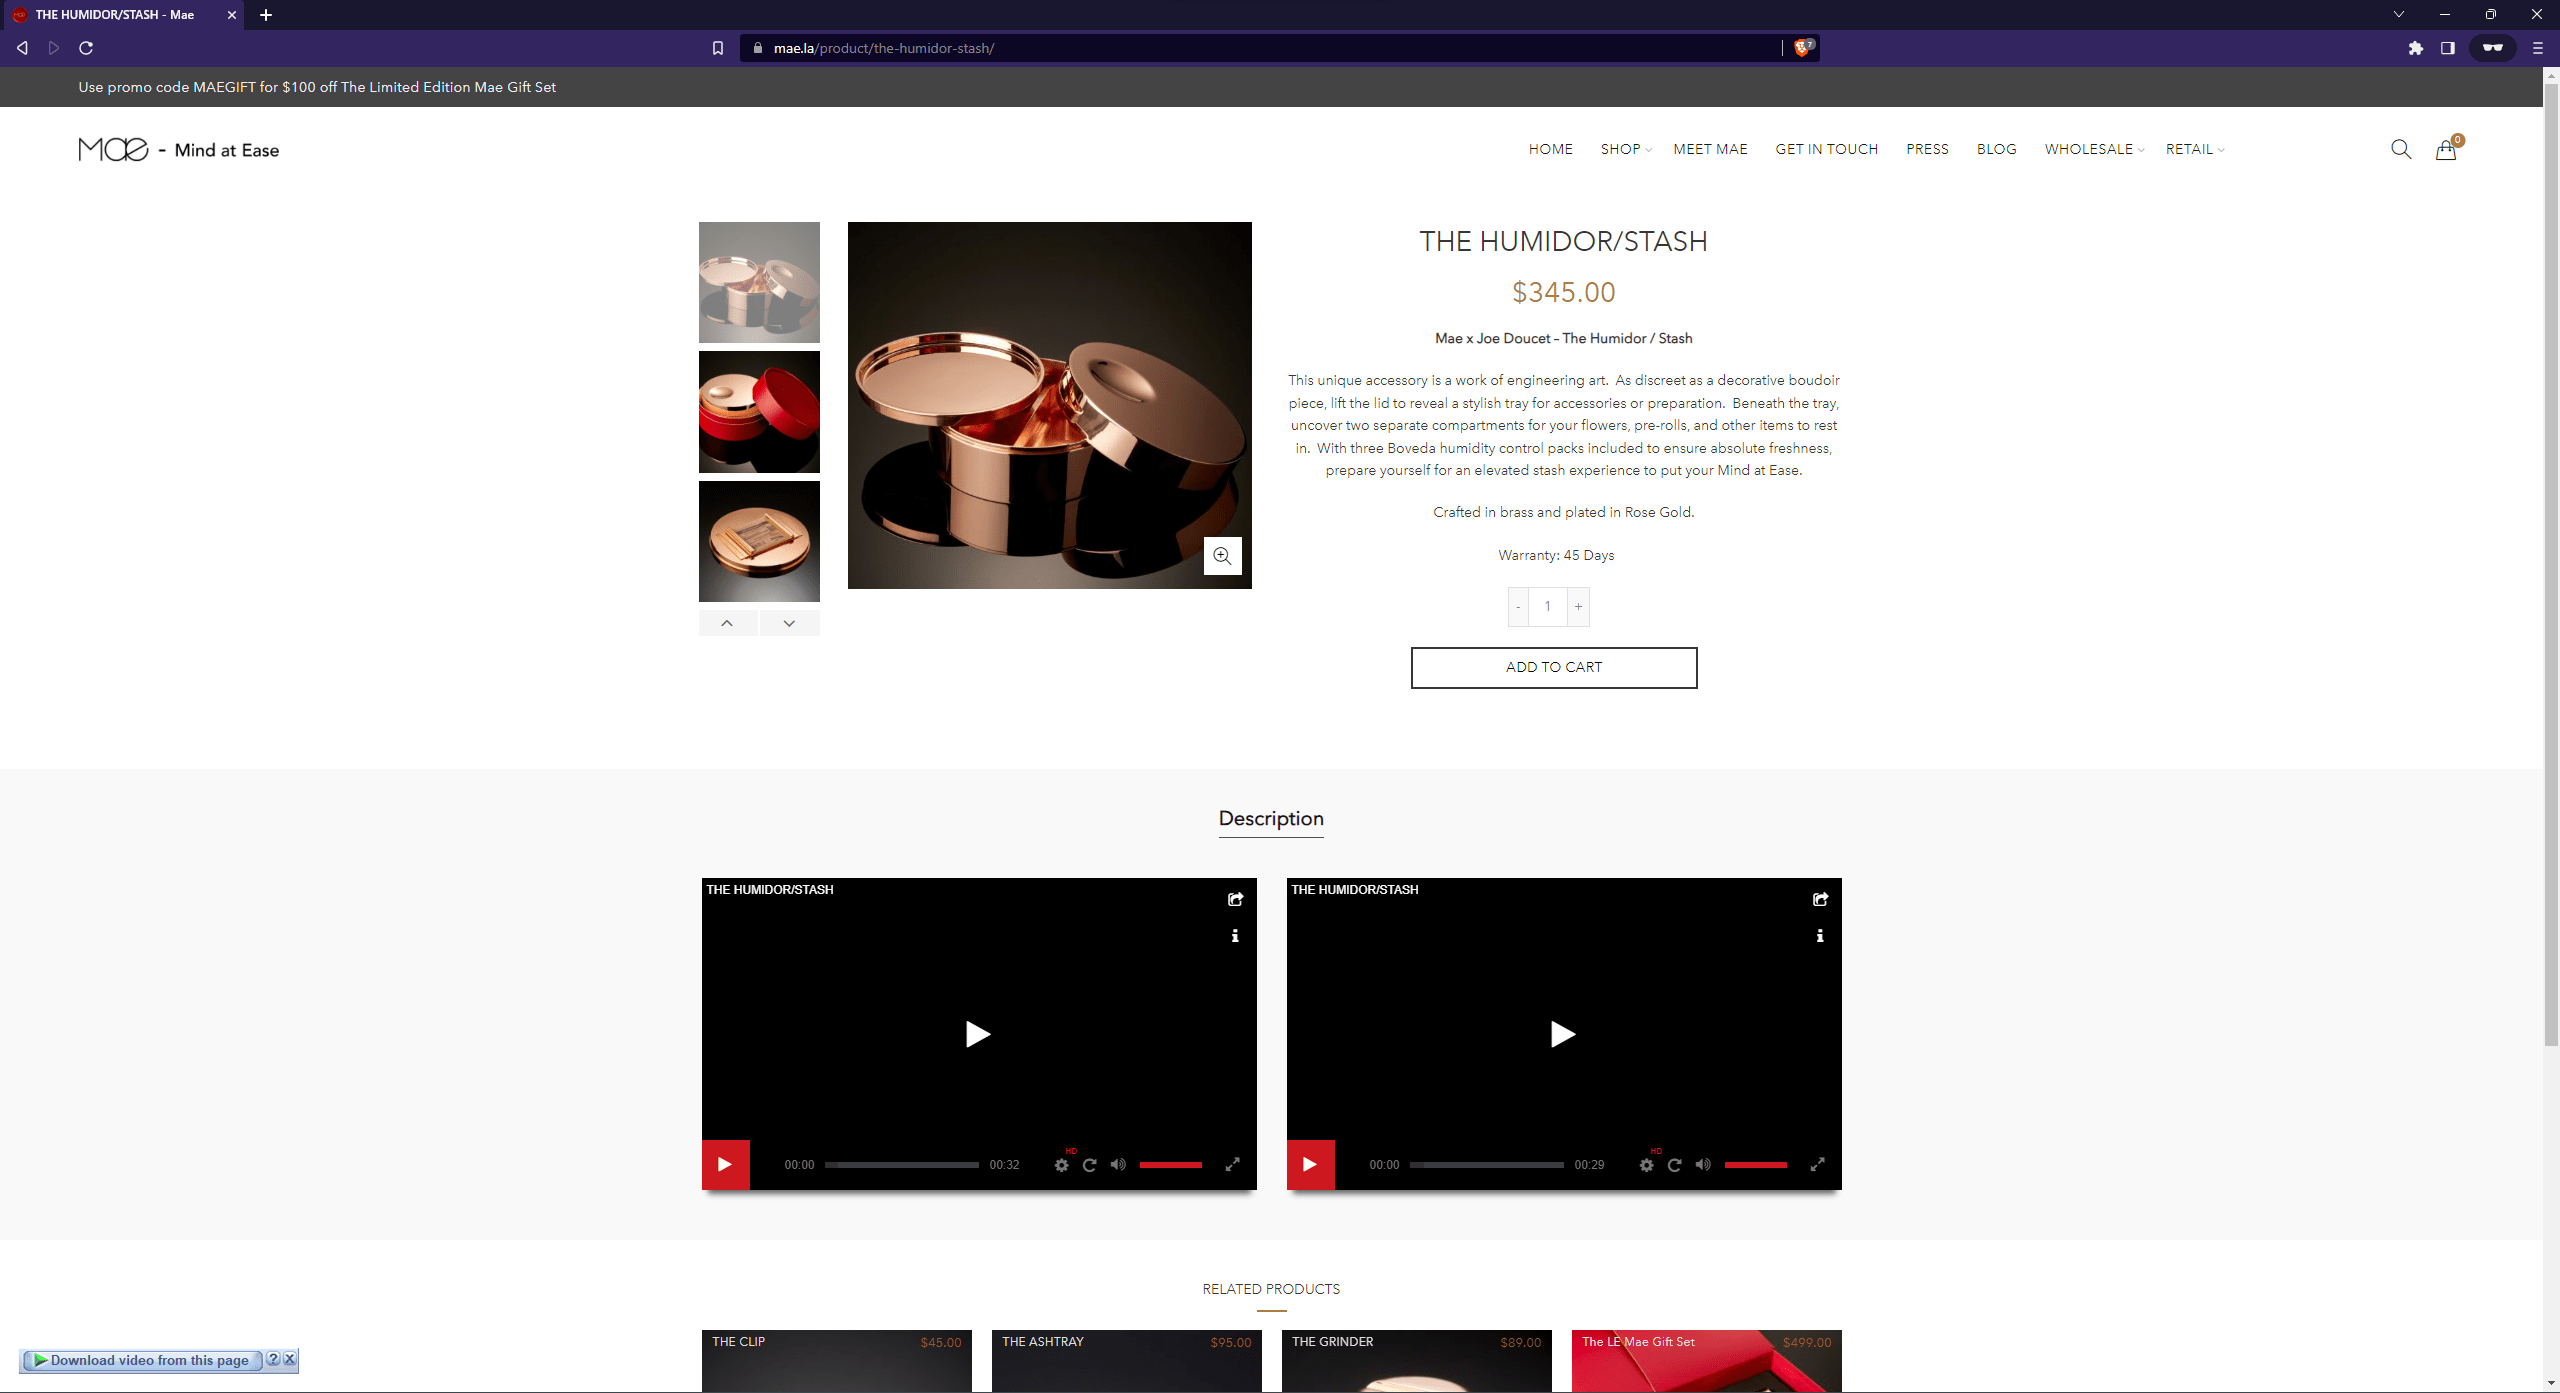 THE HUMIDOR/STASH - Mae
mae.la/product/the-humidor-stash/
7
Use promo code MAEGIFT for $100 off The Limited Edition Mae Gift Set
Mae - Mind at Ease
HOME SHOP MEET MAE GET IN TOUCH PRESS BLOG WHOLESALE RETAIL
0
THE HUMIDOR/STASH
$345.00
Mae x Joe Doucet – The Humidor / Stash
This unique accessory is a work of engineering art. As discreet as a decorative boudoir
piece, lift the lid to reveal a stylish tray for accessories or preparation. Beneath the tray,
uncover two separate compartments for your flowers, pre-rolls, and other items to rest
in. With three Boveda humidity control packs included to ensure absolute freshness,
prepare yourself for an elevated stash experience to put your Mind at Ease.
Crafted in brass and plated in Rose Gold.
Warranty: 45 Days
- 1 +
ADD TO CART
Description
THE HUMIDOR/STASH
00:00 00:32 HD
THE HUMIDOR/STASH
00:00 00:29 HD
RELATED PRODUCTS
THE CLIP $45.00
THE ASHTRAY $95.00
THE GRINDER $89.00
The LE Mae Gift Set $499.00
Download video from this page ? X